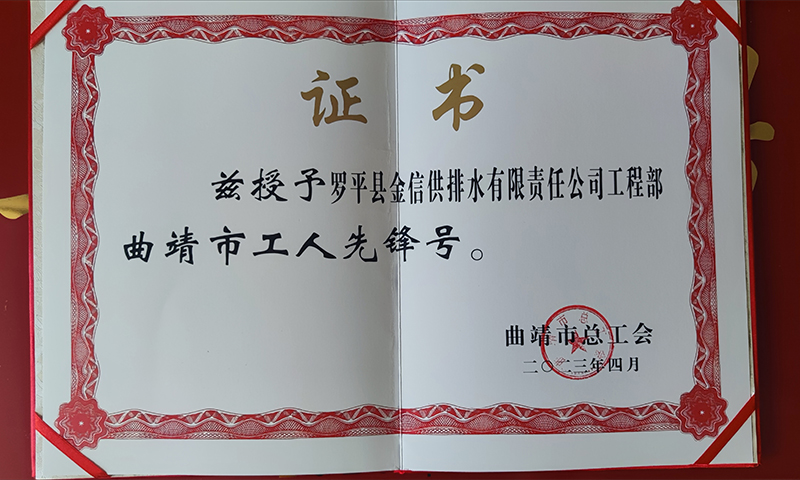 证书
兹授予罗平县金信供排水有限责任公司工程部
曲靖市工人先锋号。
曲靖市总工会
二〇二三年四月